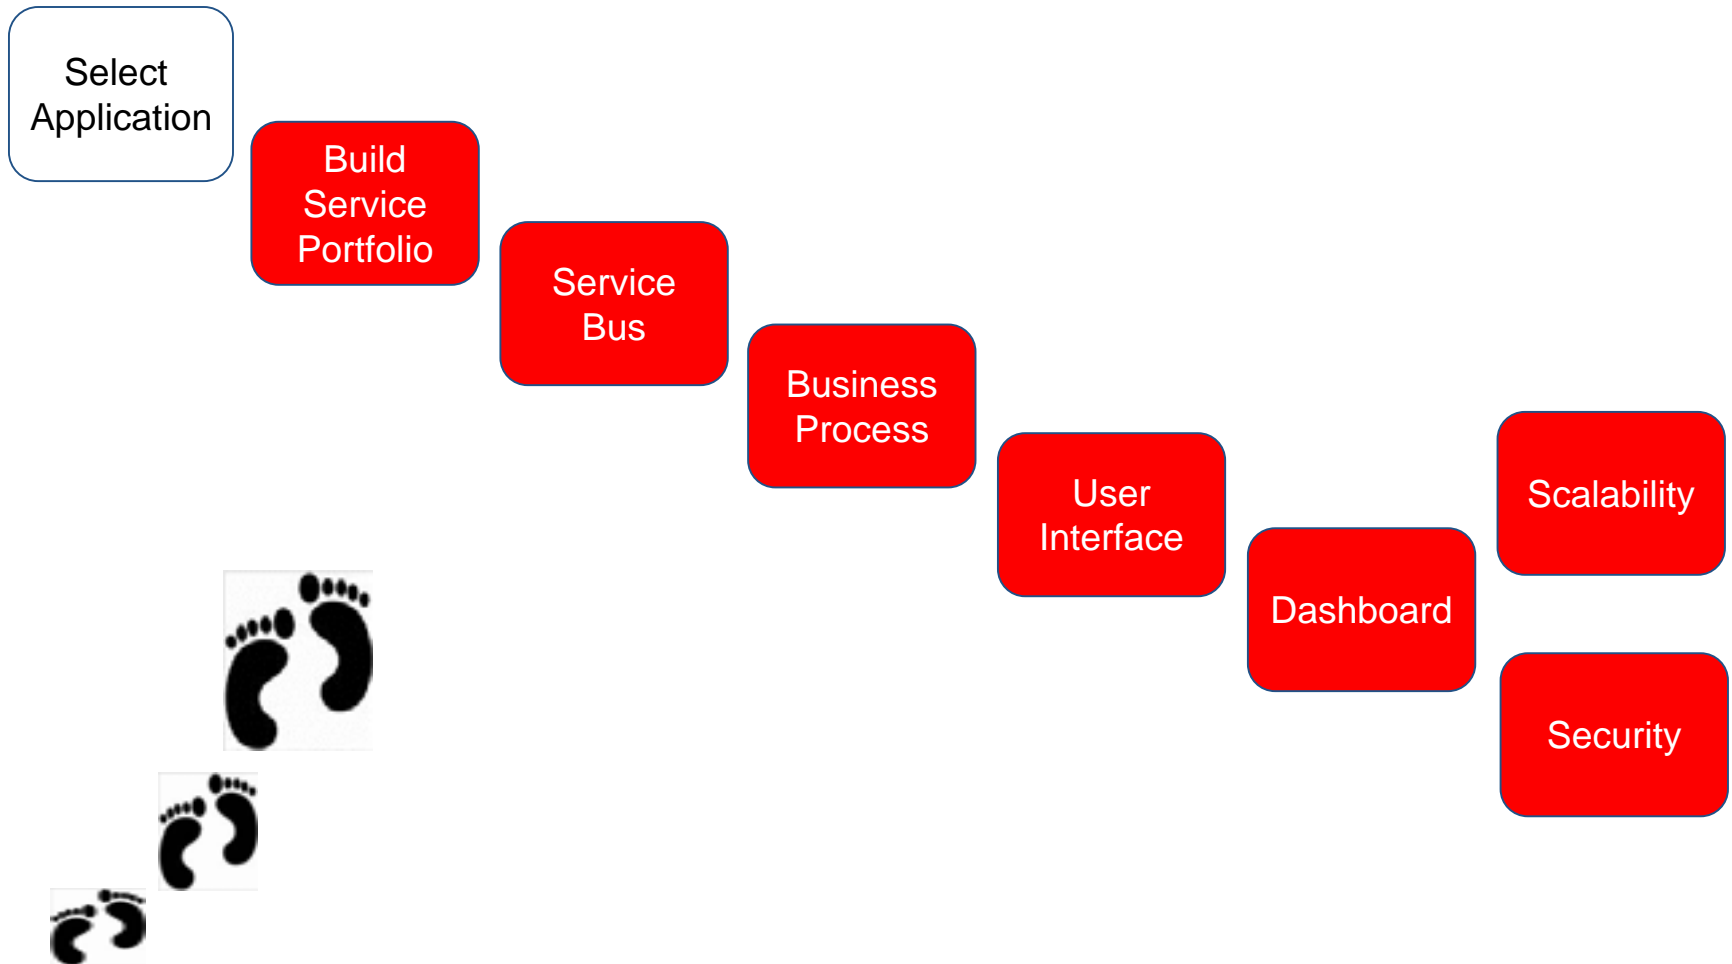 Select
Application
Build
Service
Portfolio
Service
Bus
Business
Process
User
Interface
Dashboard
Scalability
Security